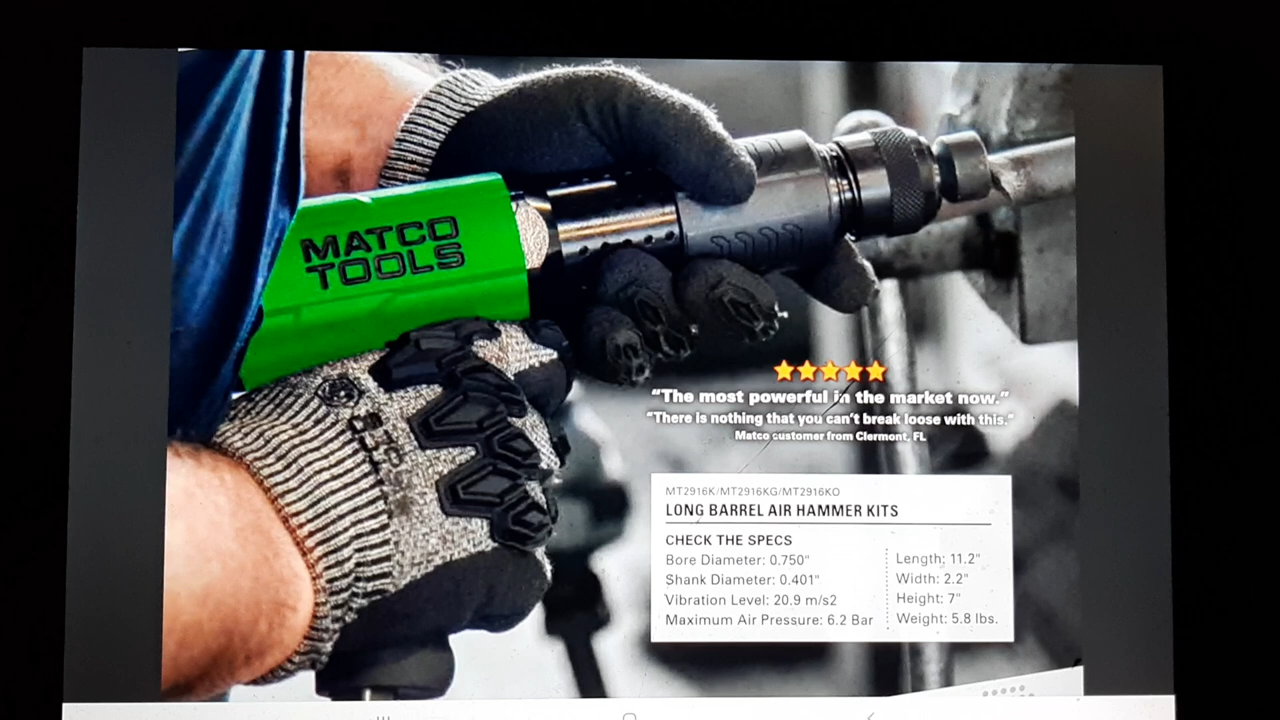 MATCO
TOOLS
“The most powerful in the market now.”
“There is nothing that you can’t break loose with this.”
Matco customer from Clermont, FL
MT2916K/MT2916KG/MT2916KO
LONG BARREL AIR HAMMER KITS
CHECK THE SPECS
Bore Diameter: 0.750"
Shank Diameter: 0.401"
Vibration Level: 20.9 m/s2
Maximum Air Pressure: 6.2 Bar
Length: 11.2"
Width: 2.2"
Height: 7"
Weight: 5.8 lbs.